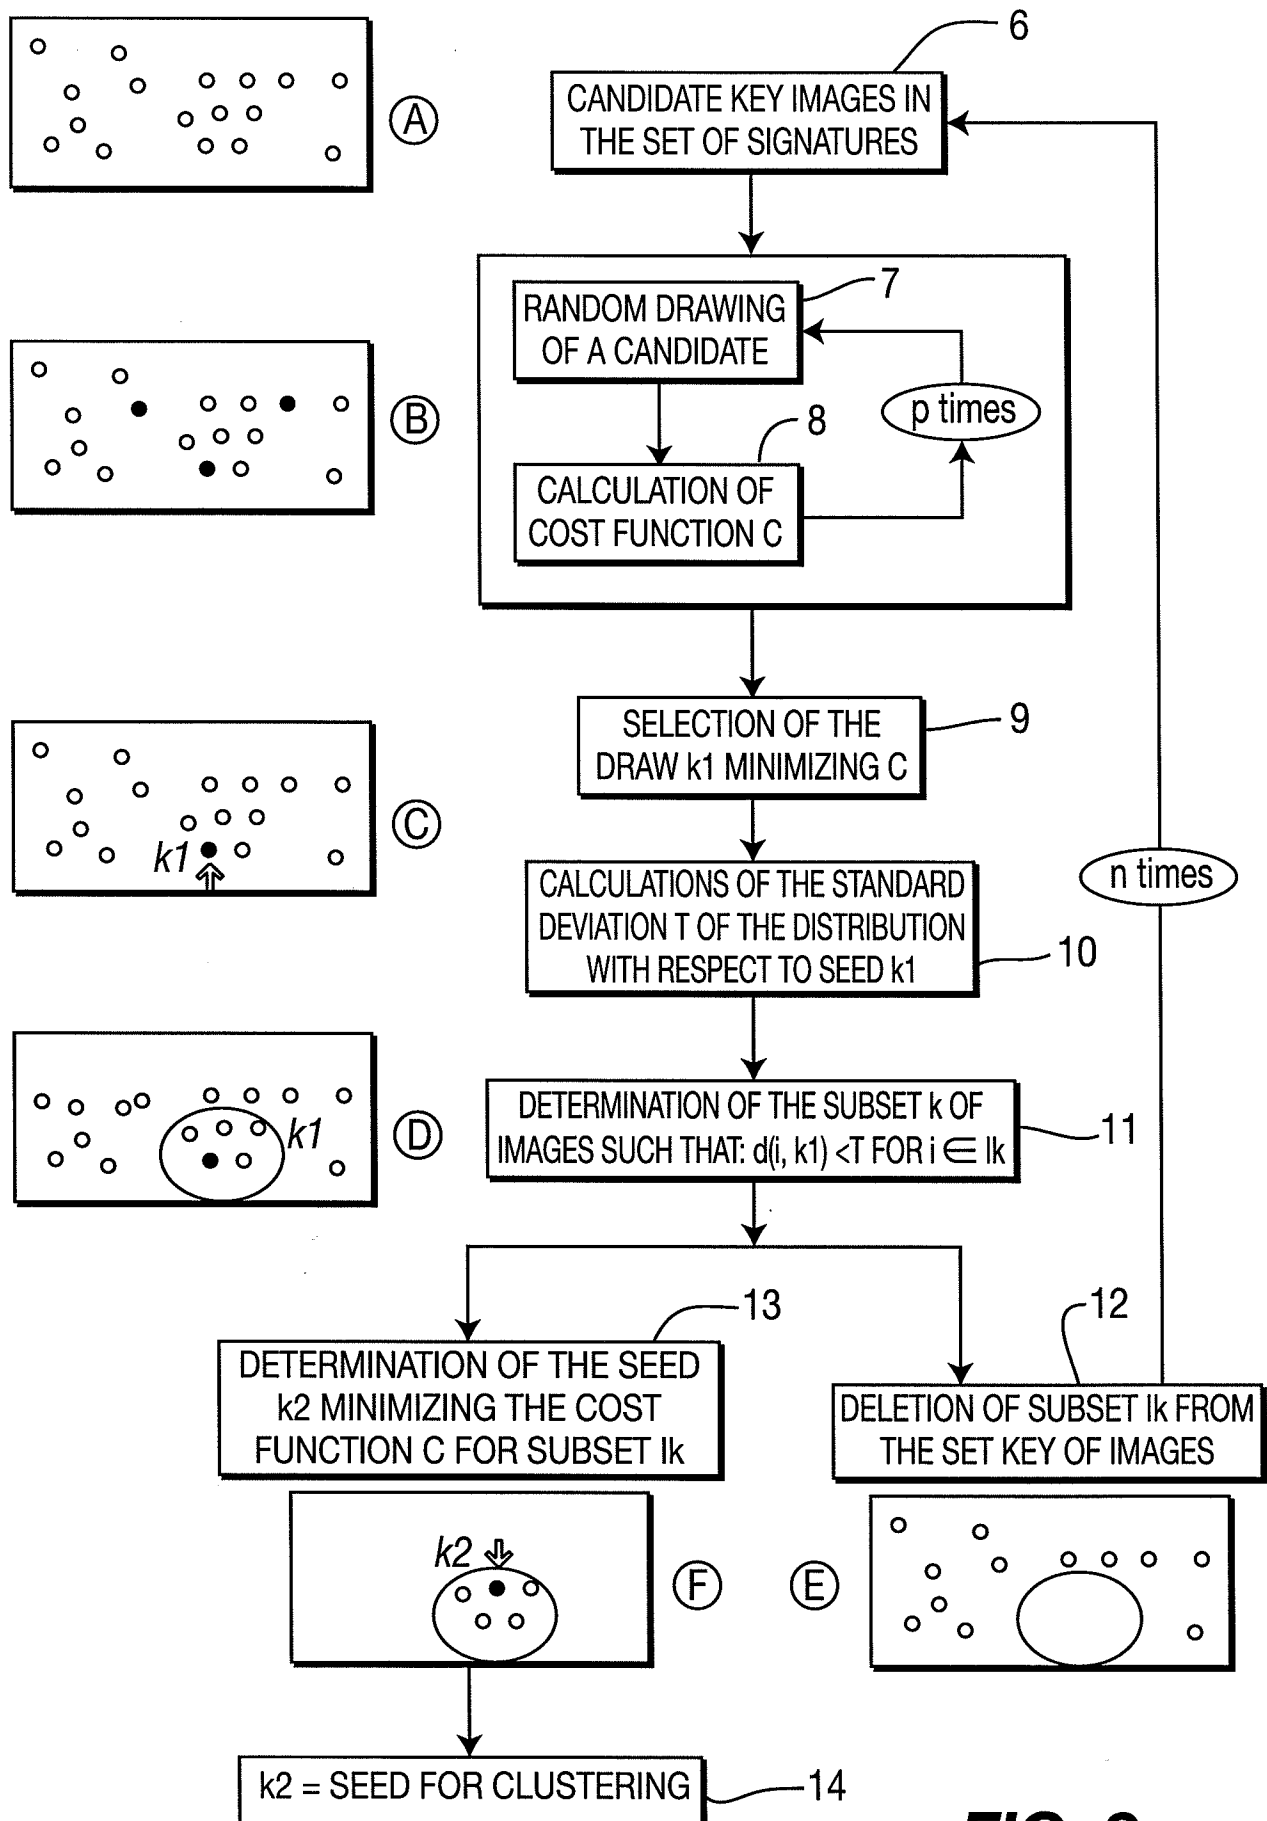 6
CANDIDATE KEY IMAGES IN
THE SET OF SIGNATURES
A
7
RANDOM DRAWING
OF A CANDIDATE
p times
B
8
CALCULATION OF
COST FUNCTION C
9
SELECTION OF THE
DRAW k1 MINIMIZING C
C
k1
n times
CALCULATIONS OF THE STANDARD
DEVIATION T OF THE DISTRIBUTION
WITH RESPECT TO SEED k1
10
DETERMINATION OF THE SUBSET k OF
IMAGES SUCH THAT: d(i, k1) <T FOR i ∈ Ik
11
k1
D
13
12
DETERMINATION OF THE SEED
k2 MINIMIZING THE COST
FUNCTION C FOR SUBSET Ik
DELETION OF SUBSET Ik FROM
THE SET KEY OF IMAGES
k2
F
E
k2 = SEED FOR CLUSTERING
14